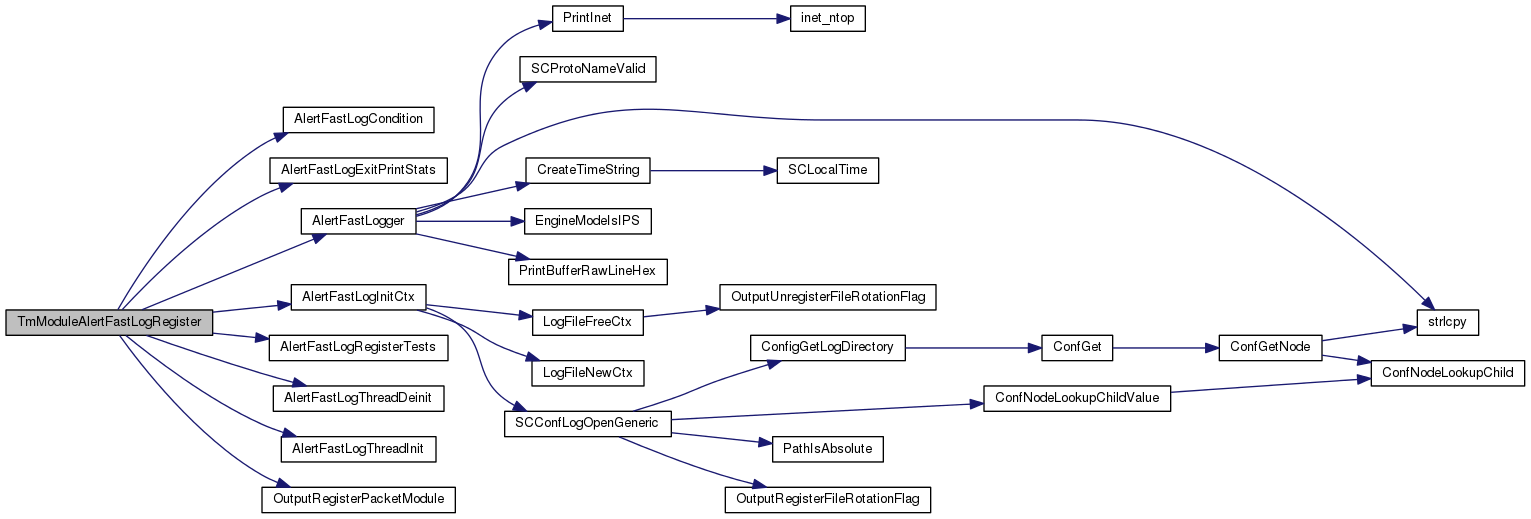 PrintInet
inet_ntop
SCProtoNameValid
AlertFastLogCondition
AlertFastLogExitPrintStats
CreateTimeString
SCLocalTime
AlertFastLogger
EngineModeIsIPS
PrintBufferRawLineHex
AlertFastLogInitCtx
OutputUnregisterFileRotationFlag
TmModuleAlertFastLogRegister
LogFileFreeCtx
strlcpy
AlertFastLogRegisterTests
ConfigGetLogDirectory
ConfGet
ConfGetNode
LogFileNewCtx
ConfNodeLookupChild
AlertFastLogThreadDeinit
ConfNodeLookupChildValue
SCConfLogOpenGeneric
AlertFastLogThreadInit
PathIsAbsolute
OutputRegisterPacketModule
OutputRegisterFileRotationFlag